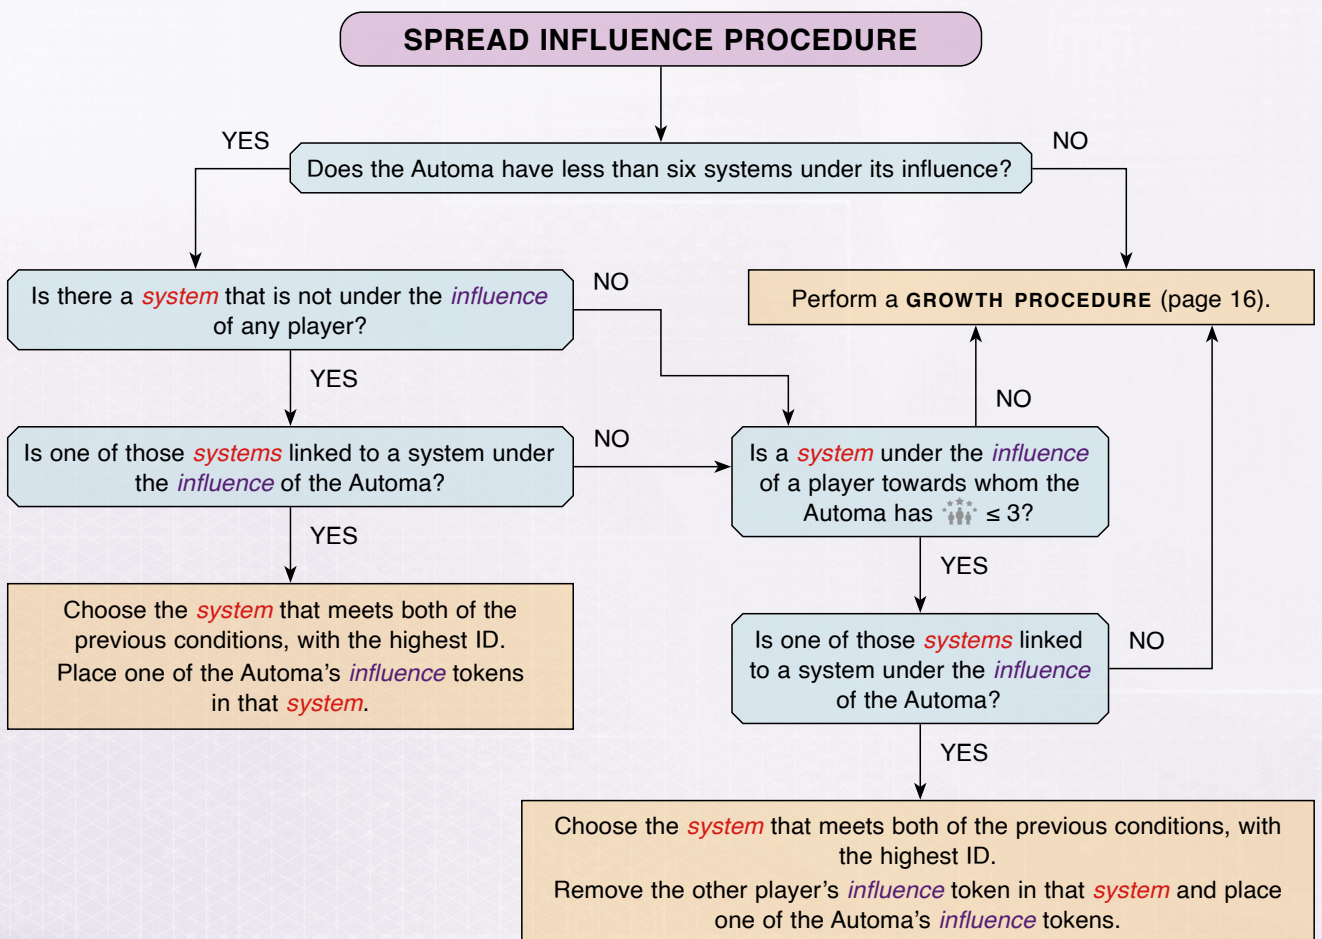 SPREAD INFLUENCE PROCEDURE
YES
NO
Does the Automa have less than six systems under its influence?
Is there a system that is not under the influence
of any player?
NO
Perform a GROWTH PROCEDURE (page 16).
YES
NO
Is one of those systems linked to a system under
the influence of the Automa?
NO
Is a system under the influence
of a player towards whom the
Automa has ≤ 3?
YES
YES
Choose the system that meets both of the
previous conditions, with the highest ID.
Place one of the Automa’s influence tokens
in that system.
Is one of those systems linked
to a system under the influence
of the Automa?
NO
YES
Choose the system that meets both of the previous conditions, with
the highest ID.
Remove the other player’s influence token in that system and place
one of the Automa’s influence tokens.